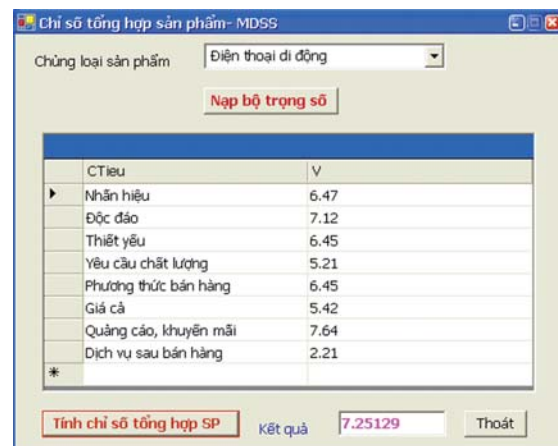 Chỉ số tổng hợp sản phẩm- MDSS
Chủng loại sản phẩm Điện thoại di động
Nạp bộ trọng số
CTieu V
Nhãn hiệu 6.47
Độc đáo 7.12
Thiết yếu 6.45
Yêu cầu chất lượng 5.21
Phương thức bán hàng 6.45
Giá cả 5.42
Quảng cáo, khuyến mãi 7.64
Dịch vụ sau bán hàng 2.21
Tính chỉ số tổng hợp SP Kết quả 7.25129 Thoát